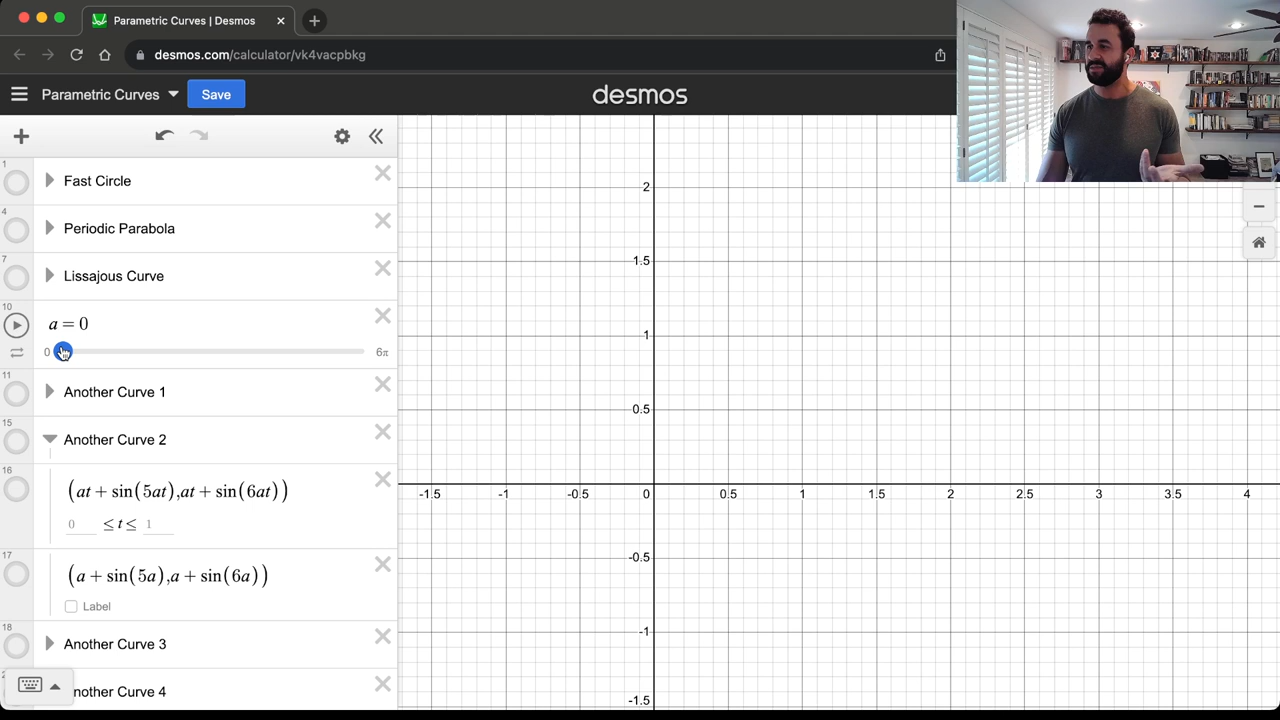 Parametric Curves | Desmos
desmos.com/calculator/vk4vacpbkg
Parametric Curves
Save
desmos
1
Fast Circle
4
Periodic Parabola
7
Lissajous Curve
10
a = 0
0
6π
11
Another Curve 1
15
Another Curve 2
16
(at + sin(5at),at + sin(6at))
0 ≤ t ≤ 1
17
(a + sin(5a),a + sin(6a))
Label
18
Another Curve 3
nother Curve 4
2
1.5
1
0.5
-1.5 -1 -0.5 0 0.5 1 1.5 2 2.5 3 3.5 4
-0.5
-1
-1.5